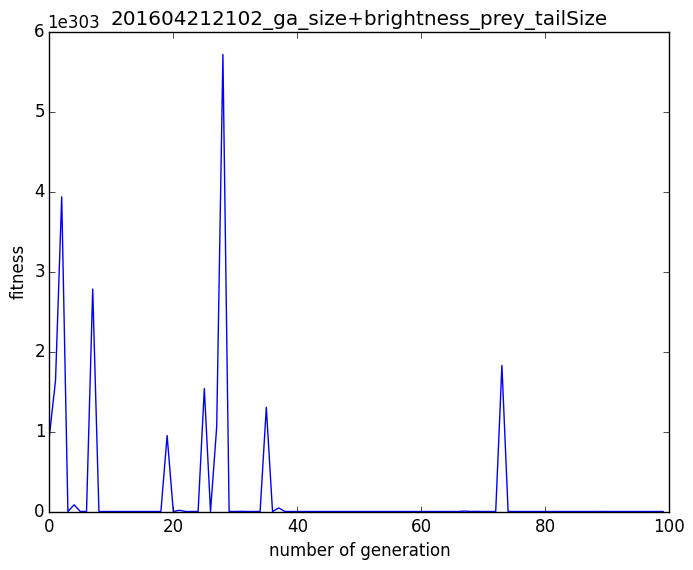 201604212102_ga_size+brightness_prey_tailSize
1e303
6
5
4
3
2
1
0
fitness
0 20 40 60 80 100
number of generation